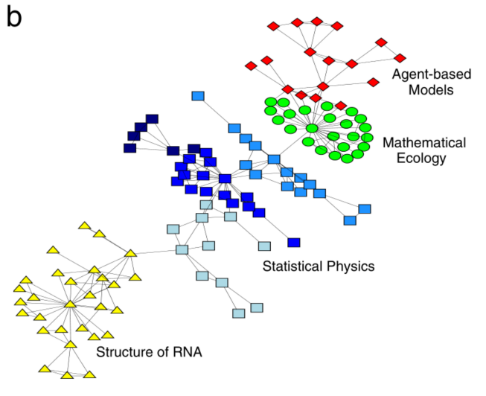 b
Agent-based
Models
Mathematical
Ecology
Statistical Physics
Structure of RNA